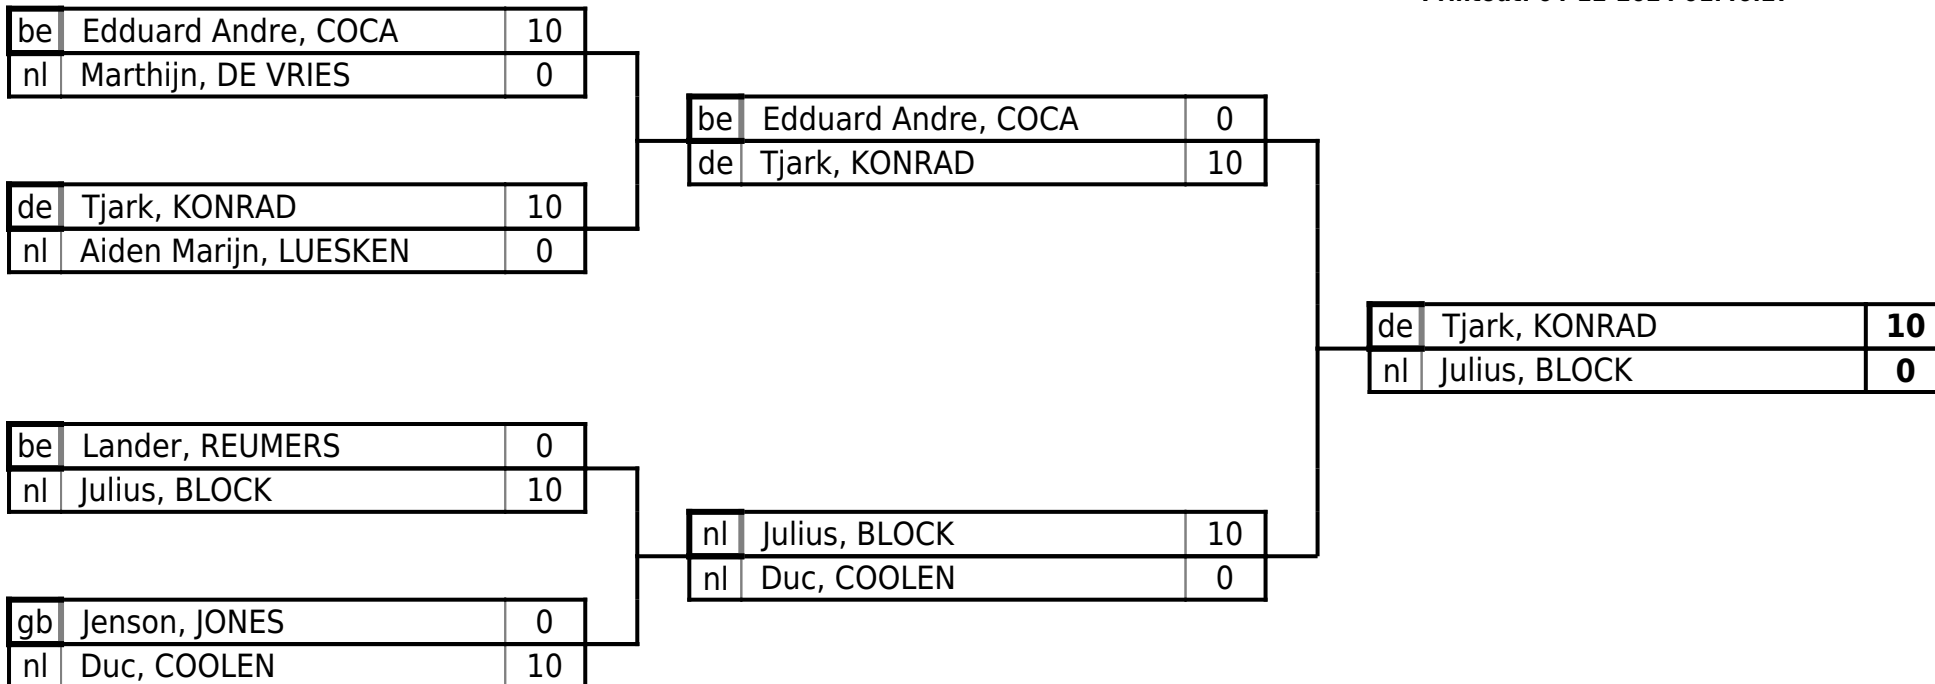 be Edduard Andre, COCA 10
nl Marthijn, DE VRIES 0
be Edduard Andre, COCA 0
de Tjark, KONRAD 10
de Tjark, KONRAD 10
nl Aiden Marijn, LUESKEN 0
de Tjark, KONRAD 10
nl Julius, BLOCK 0
be Lander, REUMERS 0
nl Julius, BLOCK 10
nl Julius, BLOCK 10
nl Duc, COOLEN 0
gb Jenson, JONES 0
nl Duc, COOLEN 10